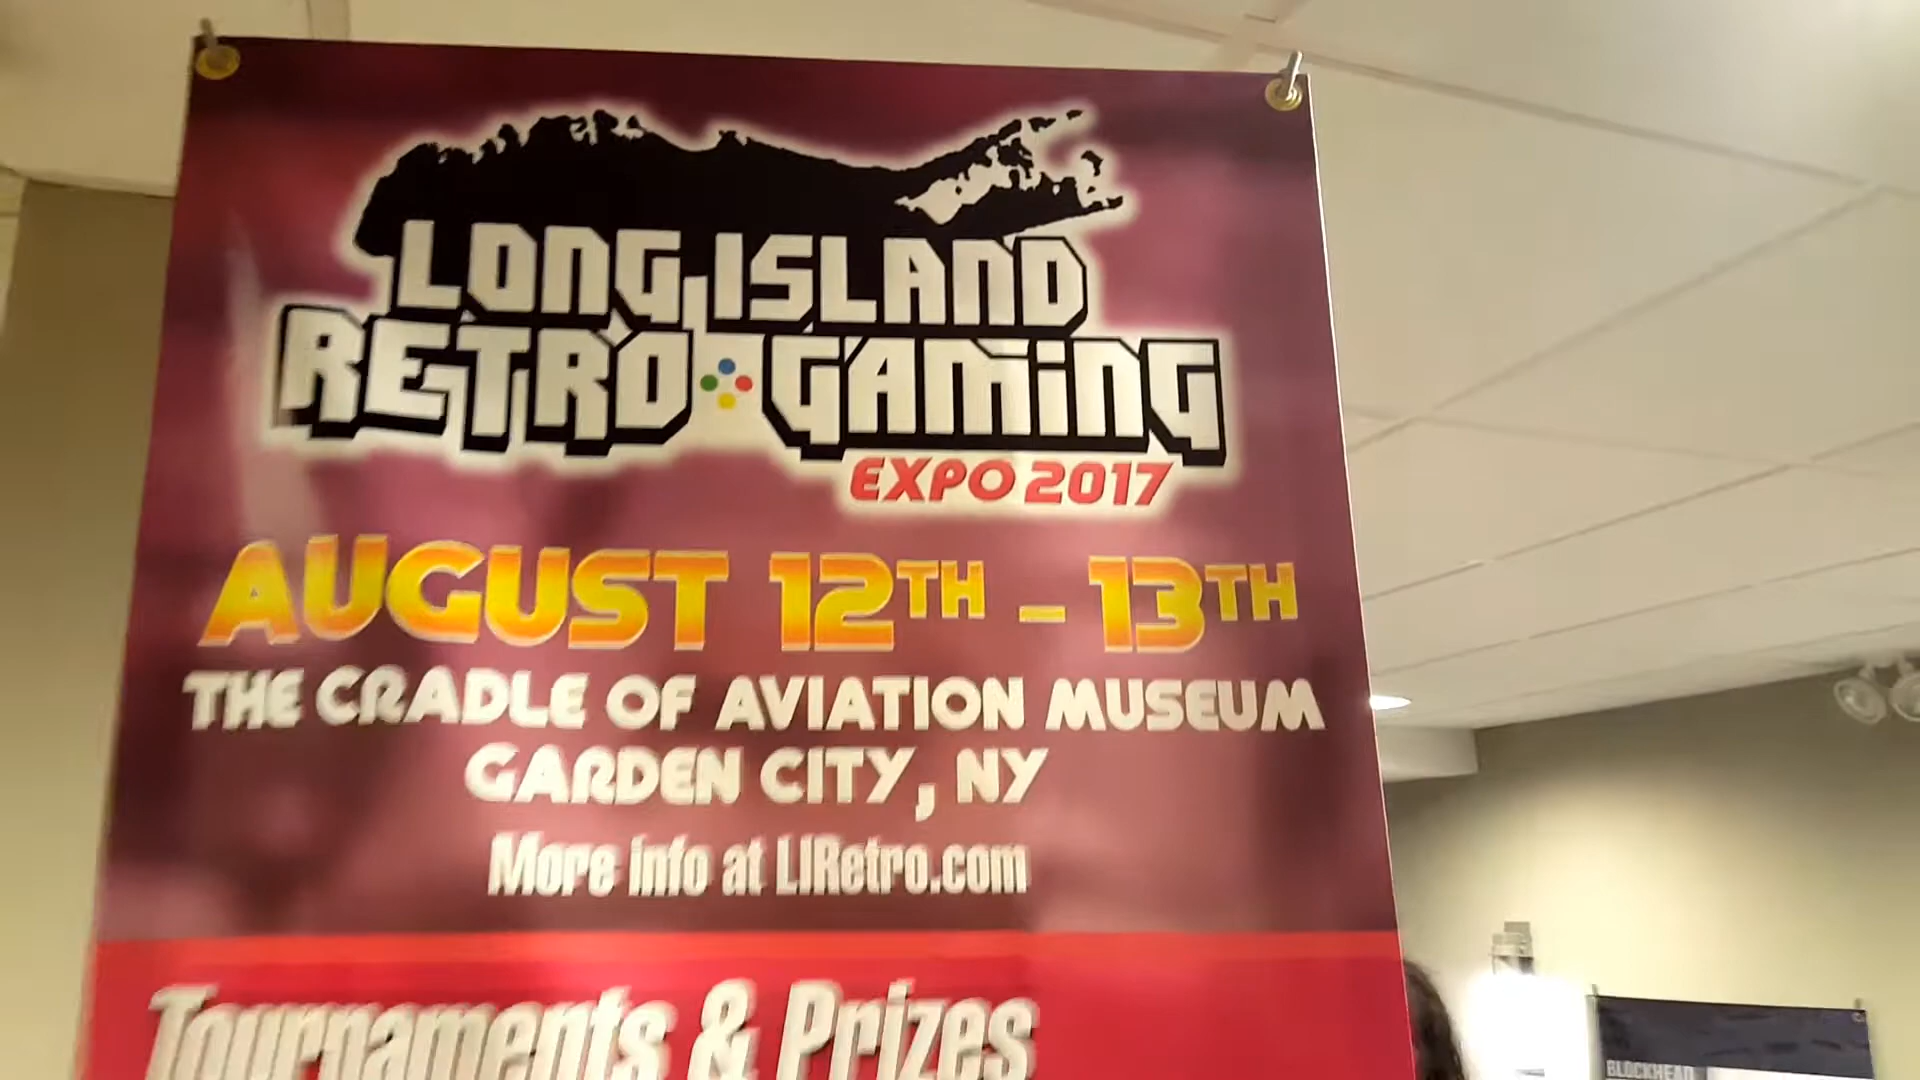 LONG ISLAND
RETRO GAMING
EXPO 2017
AUGUST 12TH - 13TH
THE CRADLE OF AVIATION MUSEUM
GARDEN CITY, NY
More info at LIRetro.com
Tournaments & Prizes
BLOCKHEAD